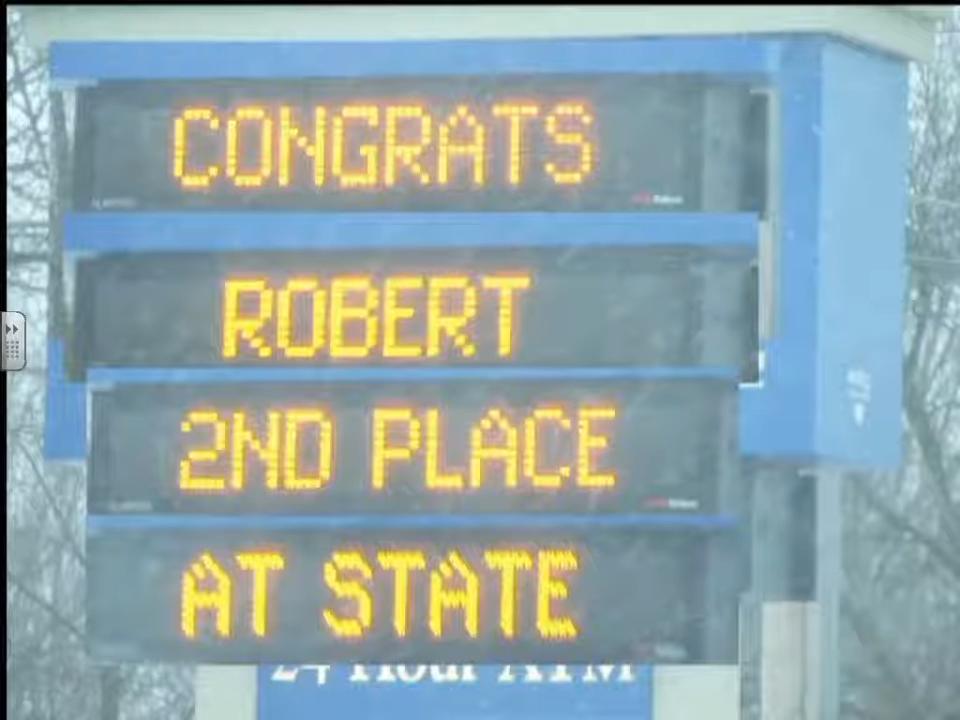 CONGRATS
ROBERT
2ND PLACE
AT STATE
24 Hour ATM